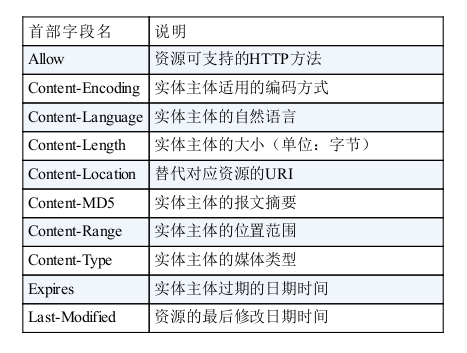 首部字段名 说明
Allow 资源可支持的HTTP方法
Content-Encoding 实体主体适用的编码方式
Content-Language 实体主体的自然语言
Content-Length 实体主体的大小（单位：字节）
Content-Location 替代对应资源的URI
Content-MD5 实体主体的报文摘要
Content-Range 实体主体的位置范围
Content-Type 实体主体的媒体类型
Expires 实体主体过期的日期时间
Last-Modified 资源的最后修改日期时间